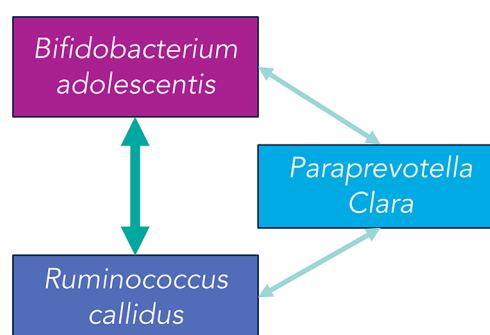 Bifidobacterium
adolescentis
Paraprevotella
Clara
Ruminococcus
callidus